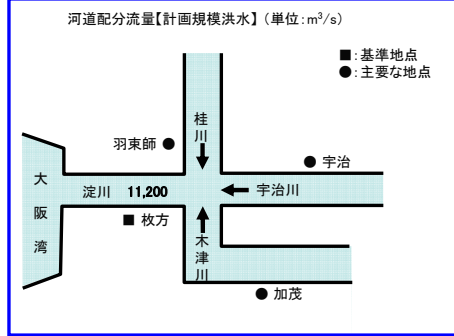 河道配分流量【計画規模洪水】(単位:m³/s)
■:基準地点
●:主要な地点
桂川
羽束師 ●
● 宇治
大阪湾
淀川 11,200
宇治川
■ 枚方
木津川
● 加茂